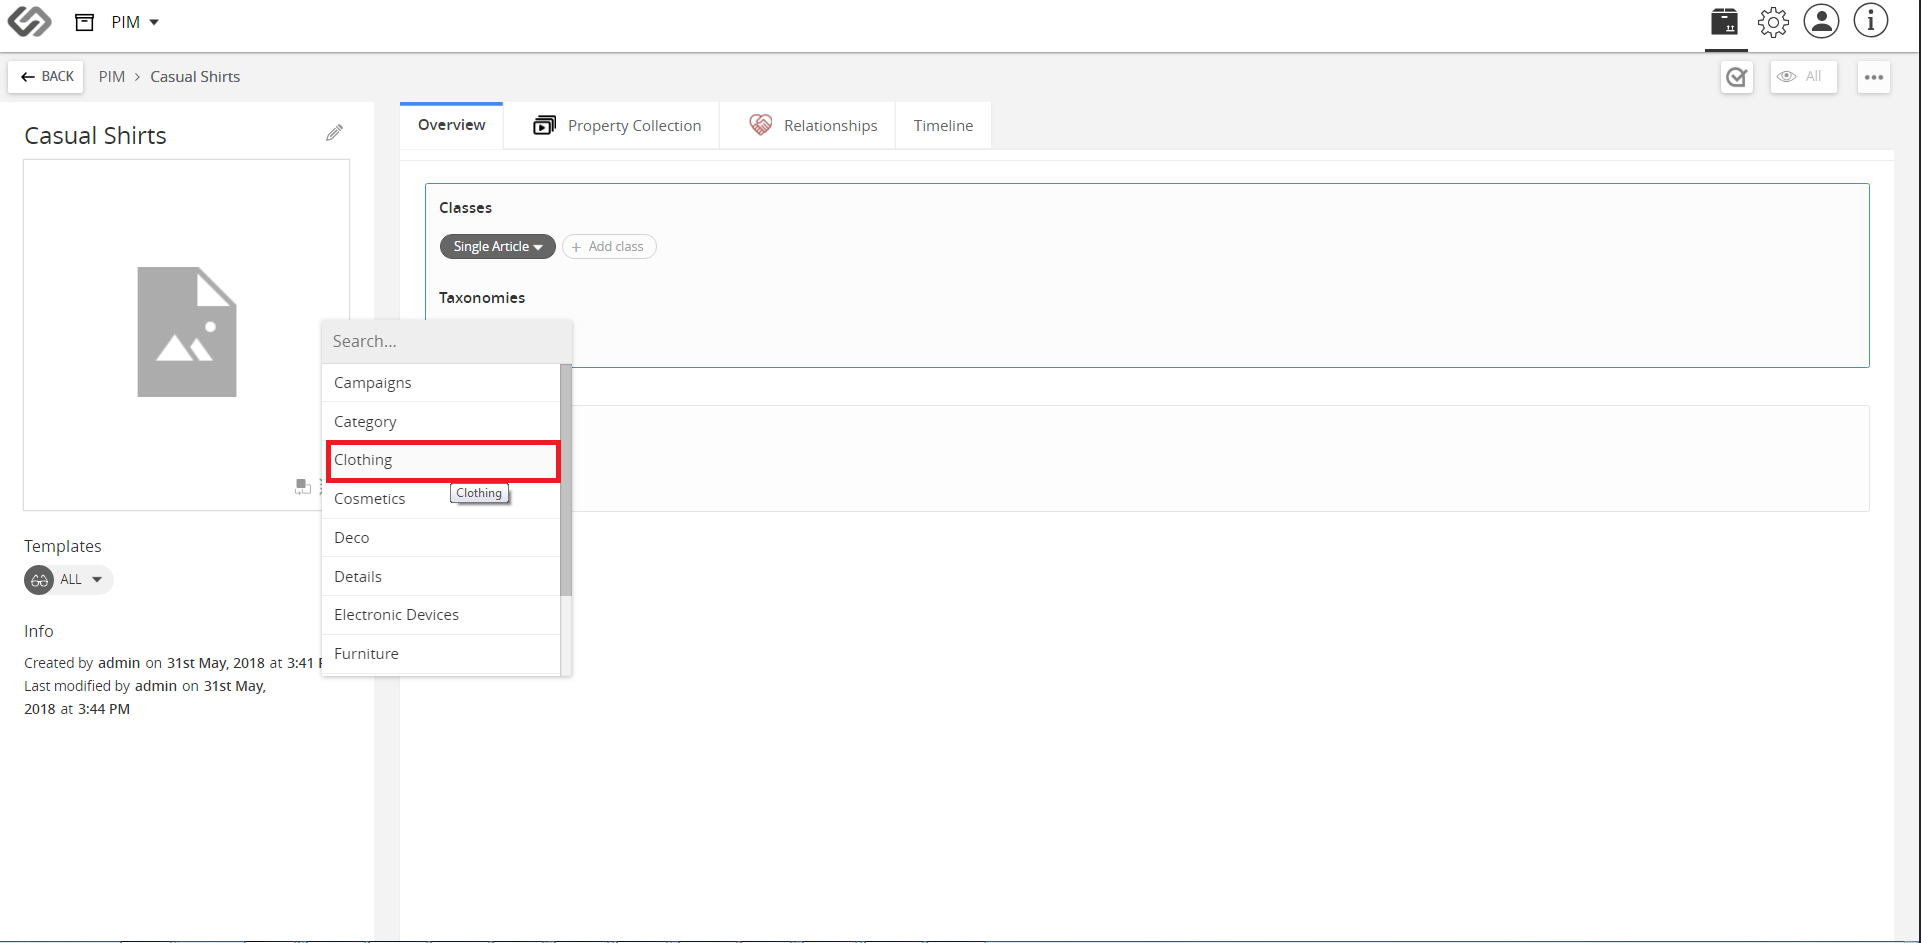 PIM
BACK
PIM > Casual Shirts
All
Casual Shirts
Overview
Property Collection
Relationships
Timeline
Classes
Single Article
+ Add class
Taxonomies
Search...
Campaigns
Category
Clothing
Clothing
Cosmetics
Deco
Details
Electronic Devices
Furniture
Templates
ALL
Info
Created by admin on 31st May, 2018 at 3:41
Last modified by admin on 31st May,
2018 at 3:44 PM